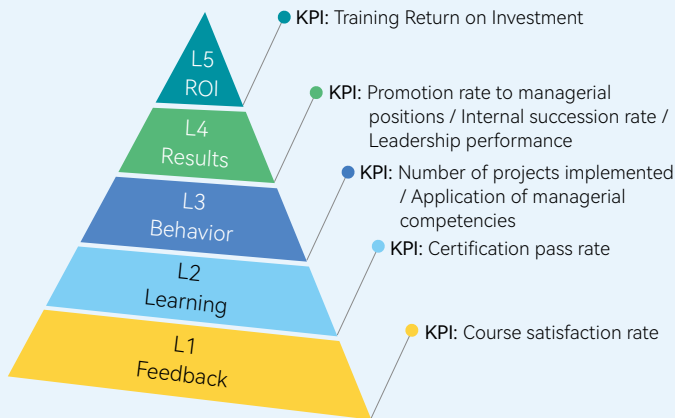 L5
ROI
KPI: Training Return on Investment
L4
Results
KPI: Promotion rate to managerial
positions / Internal succession rate /
Leadership performance
L3
Behavior
KPI: Number of projects implemented
/ Application of managerial
competencies
L2
Learning
KPI: Certification pass rate
L1
Feedback
KPI: Course satisfaction rate